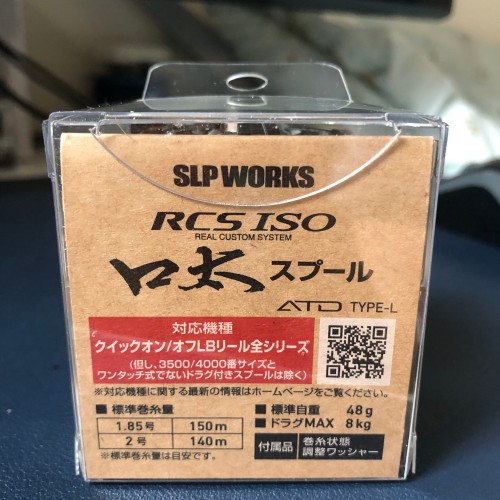 SLP WORKS
RCS ISO
REAL CUSTOM SYSTEM
口太スプール
ATD TYPE-L
対応機種
クイックオン/オフLBリール全シリーズ
(但し、3500/4000番サイズと
ワンタッチ式でないドラグ付きスプールは除く)
※対応機種に関する最新の情報はホームページをご覧ください。
■標準巻糸量
1.85号 150m
2号 140m
※標準巻糸量は目安です。
■標準自重 48g
■ドラグMAX 8kg
付属品 巻糸状態
調整ワッシャー